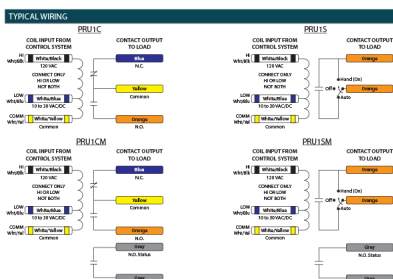 TYPICAL WIRING
PRU1C
COIL INPUT FROM
CONTROL SYSTEM
CONTACT OUTPUT
TO LOAD
HI
Wht/Blk
White/Black
120 VAC
CONNECT ONLY
HI OR LOW
NOT BOTH
LOW
Wht/Blu
White/Blue
10 to 30 VAC/DC
COMM
Wht/Yel
White/Yellow
Common
Blue
N.C.
Yellow
Common
Orange
N.O.
PRU1S
COIL INPUT FROM
CONTROL SYSTEM
CONTACT OUTPUT
TO LOAD
HI
Wht/Blk
White/Black
120 VAC
CONNECT ONLY
HI OR LOW
NOT BOTH
LOW
Wht/Blu
White/Blue
10 to 30 VAC/DC
COMM
Wht/Yel
White/Yellow
Common
Orange
Hand (On)
Off
Orange
Auto
PRU1CM
COIL INPUT FROM
CONTROL SYSTEM
CONTACT OUTPUT
TO LOAD
HI
Wht/Blk
White/Black
120 VAC
CONNECT ONLY
HI OR LOW
NOT BOTH
LOW
Wht/Blu
White/Blue
10 to 30 VAC/DC
COMM
Wht/Yel
White/Yellow
Common
Blue
N.C.
Yellow
Common
Orange
N.O.
Gray
N.O. Status
Gray
PRU1SM
COIL INPUT FROM
CONTROL SYSTEM
CONTACT OUTPUT
TO LOAD
HI
Wht/Blk
White/Black
120 VAC
CONNECT ONLY
HI OR LOW
NOT BOTH
LOW
Wht/Blu
White/Blue
10 to 30 VAC/DC
COMM
Wht/Yel
White/Yellow
Common
Orange
Hand (On)
Off
Orange
Auto
Gray
N.O. Status
Gray